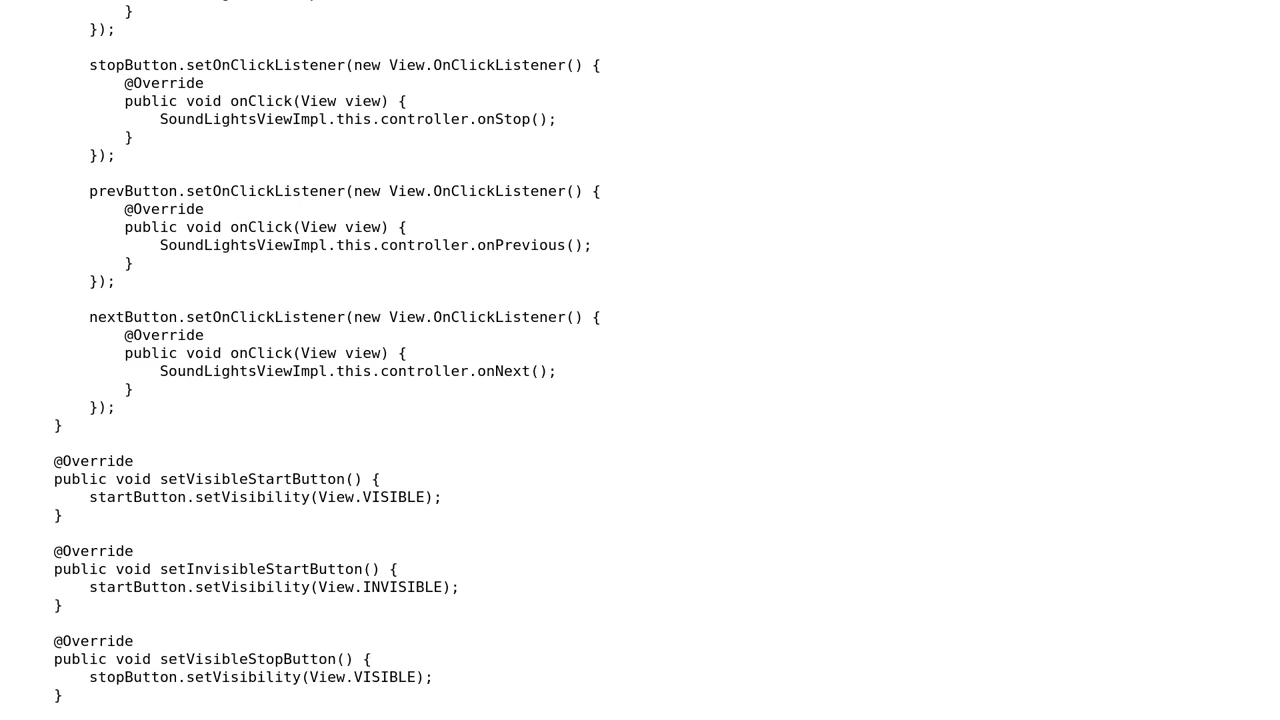 }
    });

    stopButton.setOnClickListener(new View.OnClickListener() {
        @Override
        public void onClick(View view) {
            SoundLightsViewImpl.this.controller.onStop();
        }
    });

    prevButton.setOnClickListener(new View.OnClickListener() {
        @Override
        public void onClick(View view) {
            SoundLightsViewImpl.this.controller.onPrevious();
        }
    });

    nextButton.setOnClickListener(new View.OnClickListener() {
        @Override
        public void onClick(View view) {
            SoundLightsViewImpl.this.controller.onNext();
        }
    });
}

@Override
public void setVisibleStartButton() {
    startButton.setVisibility(View.VISIBLE);
}

@Override
public void setInvisibleStartButton() {
    startButton.setVisibility(View.INVISIBLE);
}

@Override
public void setVisibleStopButton() {
    stopButton.setVisibility(View.VISIBLE);
}